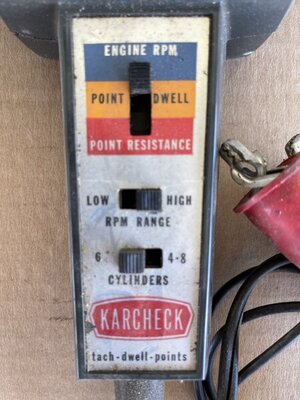 ENGINE RPM
POINT DWELL
POINT RESISTANCE
LOW HIGH
RPM RANGE
6 4-8
CYLINDERS
KARCHECK
tach-dwell-points